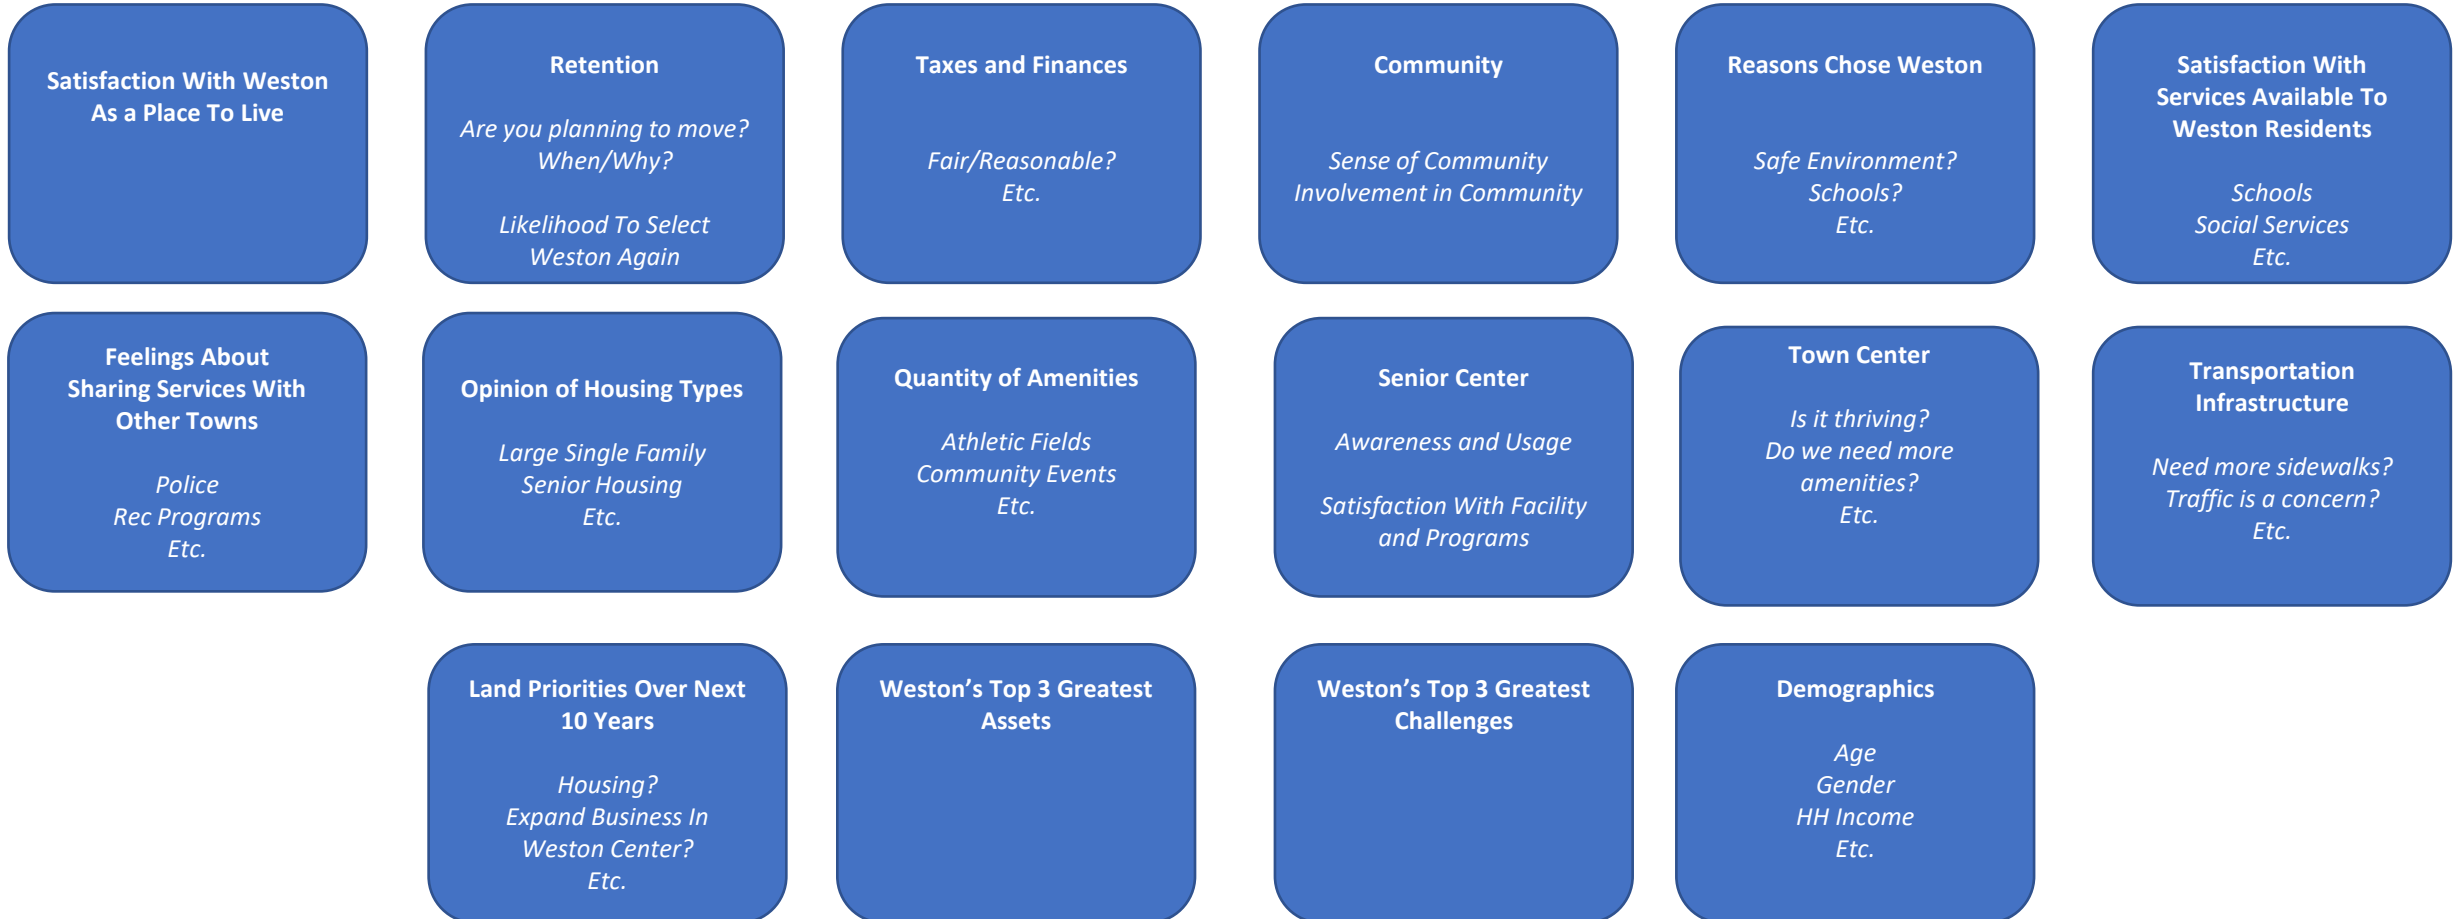 Satisfaction With Weston
As a Place To Live
Retention
Are you planning to move?
When/Why?
Likelihood To Select
Weston Again
Taxes and Finances
Fair/Reasonable?
Etc.
Community
Sense of Community
Involvement in Community
Reasons Chose Weston
Safe Environment?
Schools?
Etc.
Satisfaction With
Services Available To
Weston Residents
Schools
Social Services
Etc.
Feelings About
Sharing Services With
Other Towns
Police
Rec Programs
Etc.
Opinion of Housing Types
Large Single Family
Senior Housing
Etc.
Quantity of Amenities
Athletic Fields
Community Events
Etc.
Senior Center
Awareness and Usage
Satisfaction With Facility
and Programs
Town Center
Is it thriving?
Do we need more
amenities?
Etc.
Transportation
Infrastructure
Need more sidewalks?
Traffic is a concern?
Etc.
Land Priorities Over Next
10 Years
Housing?
Expand Business In
Weston Center?
Etc.
Weston’s Top 3 Greatest
Assets
Weston’s Top 3 Greatest
Challenges
Demographics
Age
Gender
HH Income
Etc.